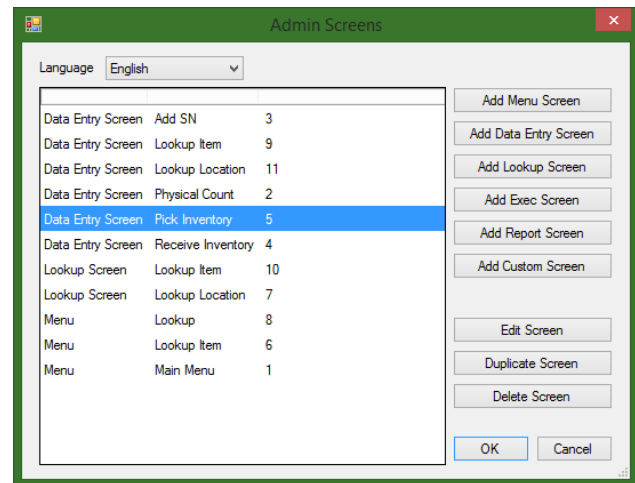 Admin Screens
Language English
Data Entry Screen Add SN 3
Data Entry Screen Lookup Item 9
Data Entry Screen Lookup Location 11
Data Entry Screen Physical Count 2
Data Entry Screen Pick Inventory 5
Data Entry Screen Receive Inventory 4
Lookup Screen Lookup Item 10
Lookup Screen Lookup Location 7
Menu Lookup 8
Menu Lookup Item 6
Menu Main Menu 1
Add Menu Screen
Add Data Entry Screen
Add Lookup Screen
Add Exec Screen
Add Report Screen
Add Custom Screen
Edit Screen
Duplicate Screen
Delete Screen
OK Cancel